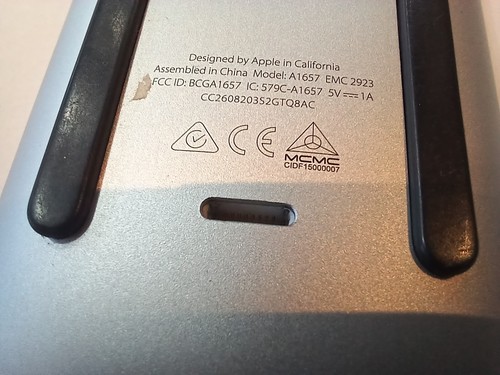 Designed by Apple in California
Assembled in China  Model: A1657  EMC 2923
FCC ID: BCGA1657  IC: 579C-A1657  5V⎓1A
CC2608203S2GTQ8AC
CE
MCMC
CIDF15000007